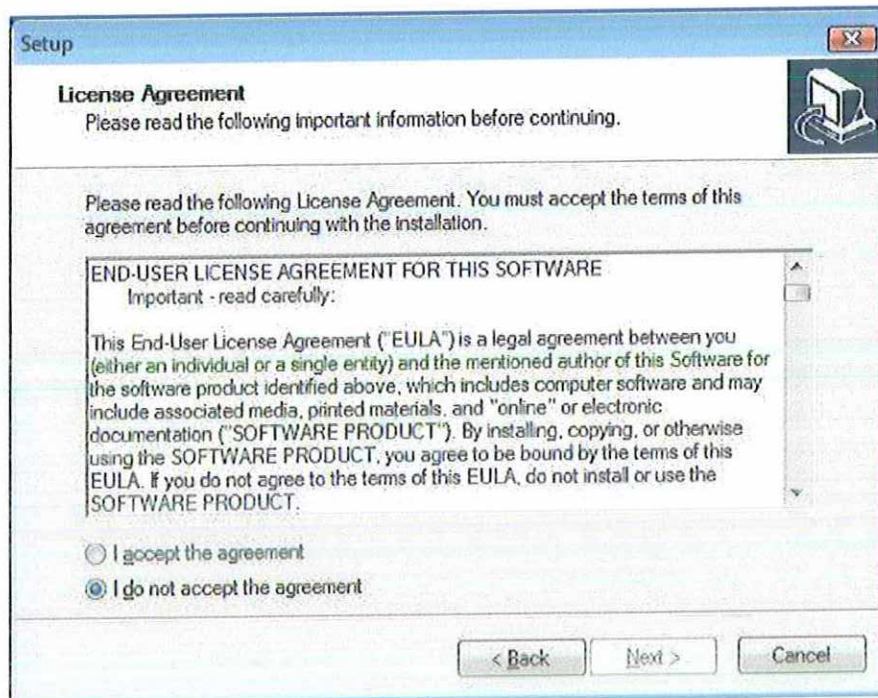 Setup
License Agreement
Please read the following important information before continuing.
Please read the following License Agreement. You must accept the terms of this
agreement before continuing with the installation.
END-USER LICENSE AGREEMENT FOR THIS SOFTWARE
Important - read carefully:
This End-User License Agreement ("EULA") is a legal agreement between you
(either an individual or a single entity) and the mentioned author of this Software for
the software product identified above, which includes computer software and may
include associated media, printed materials, and "online" or electronic
documentation ("SOFTWARE PRODUCT"). By installing, copying, or otherwise
using the SOFTWARE PRODUCT, you agree to be bound by the terms of this
EULA. If you do not agree to the terms of this EULA, do not install or use the
SOFTWARE PRODUCT.
I accept the agreement
I do not accept the agreement
< Back Next > Cancel